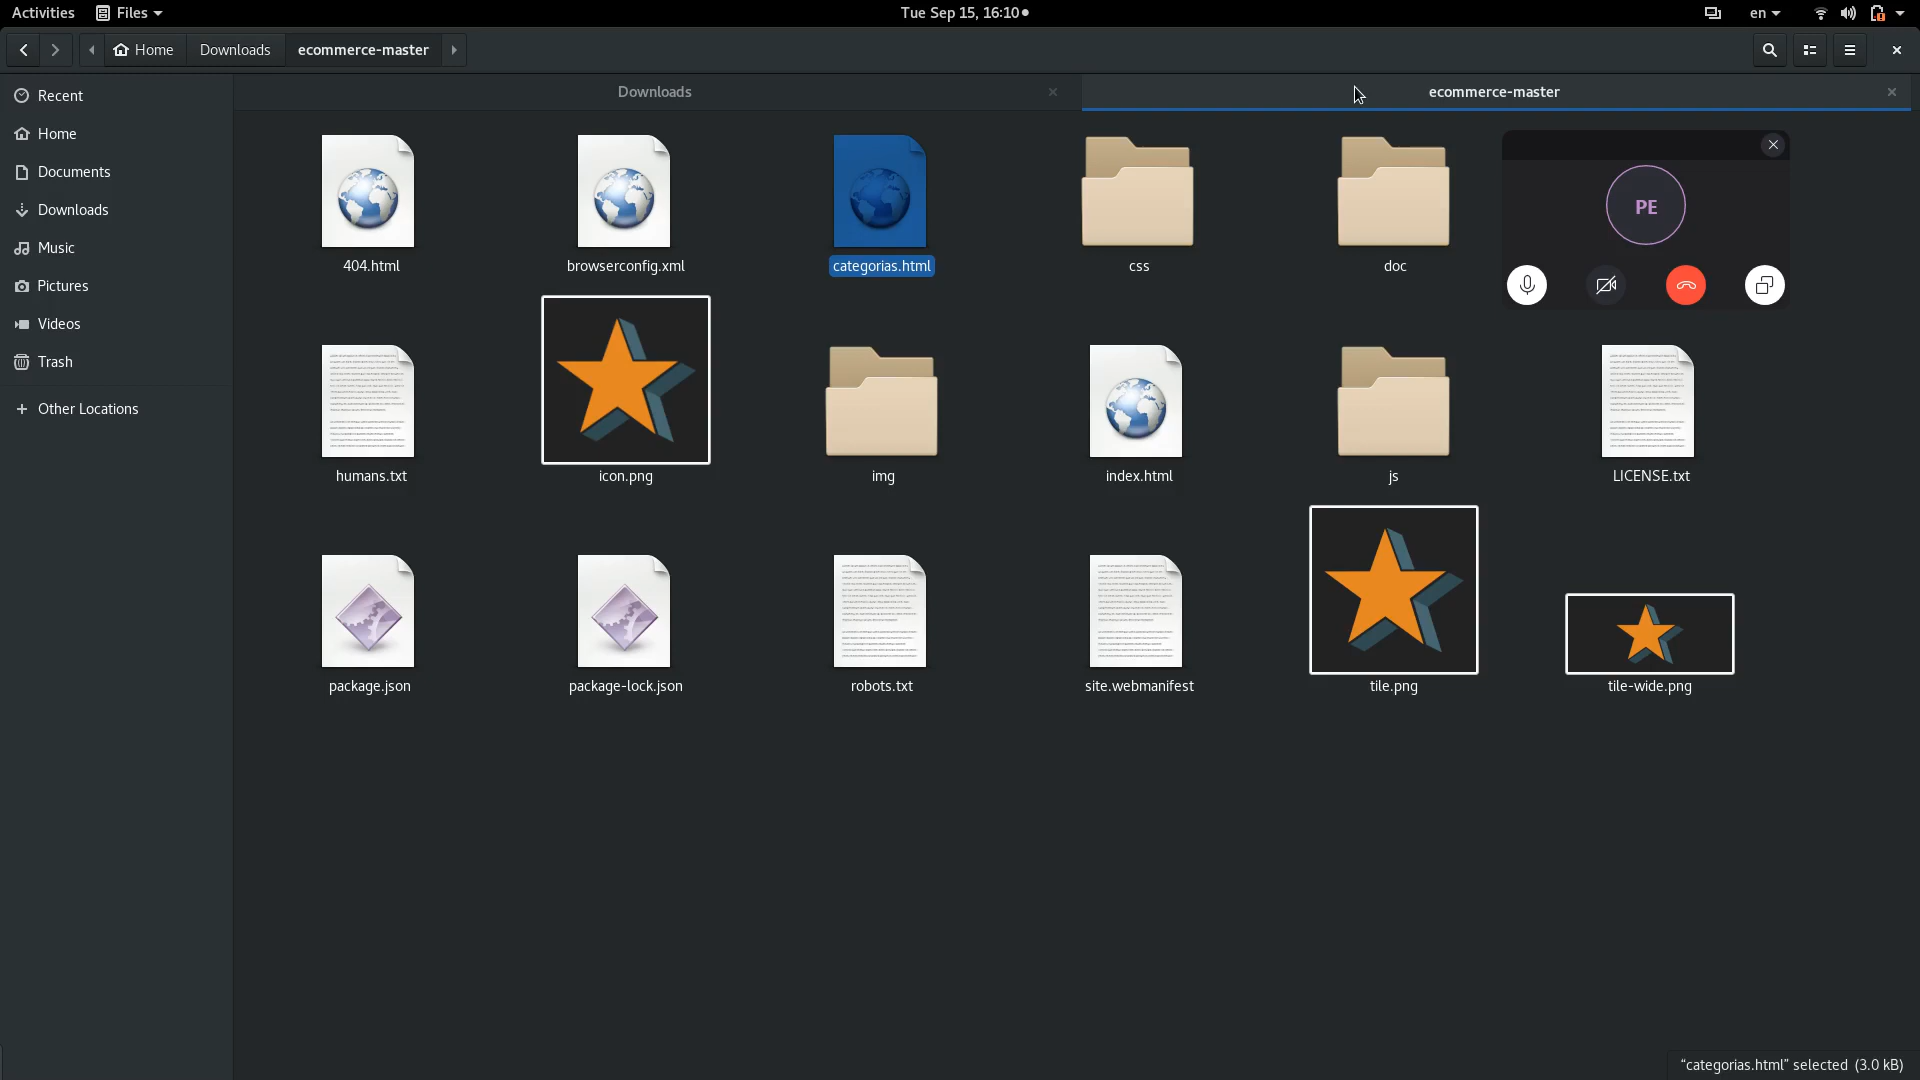 Activities Files Tue Sep 15, 16:10 en
Home Downloads ecommerce-master
Recent
Home
Documents
Downloads
Music
Pictures
Videos
Trash
Other Locations
Downloads ecommerce-master
404.html browserconfig.xml categorias.html css doc
PE
humans.txt icon.png img index.html js LICENSE.txt
package.json package-lock.json robots.txt site.webmanifest tile.png tile-wide.png
“categorias.html” selected (3.0 kB)